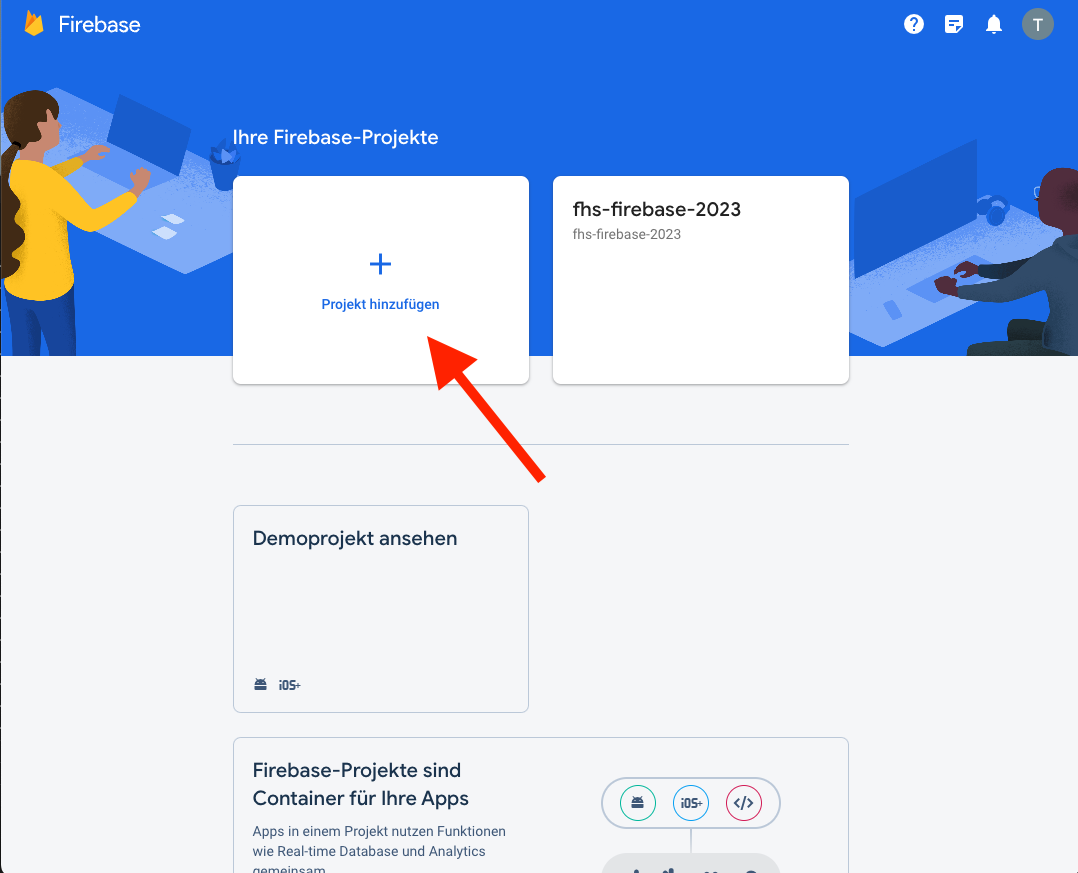 Firebase
T
Ihre Firebase-Projekte
Projekt hinzufügen
fhs-firebase-2023
fhs-firebase-2023
Demoprojekt ansehen
iOS+
Firebase-Projekte sind
Container für Ihre Apps
Apps in einem Projekt nutzen Funktionen
wie Real-time Database und Analytics
gemeinsam
iOS+